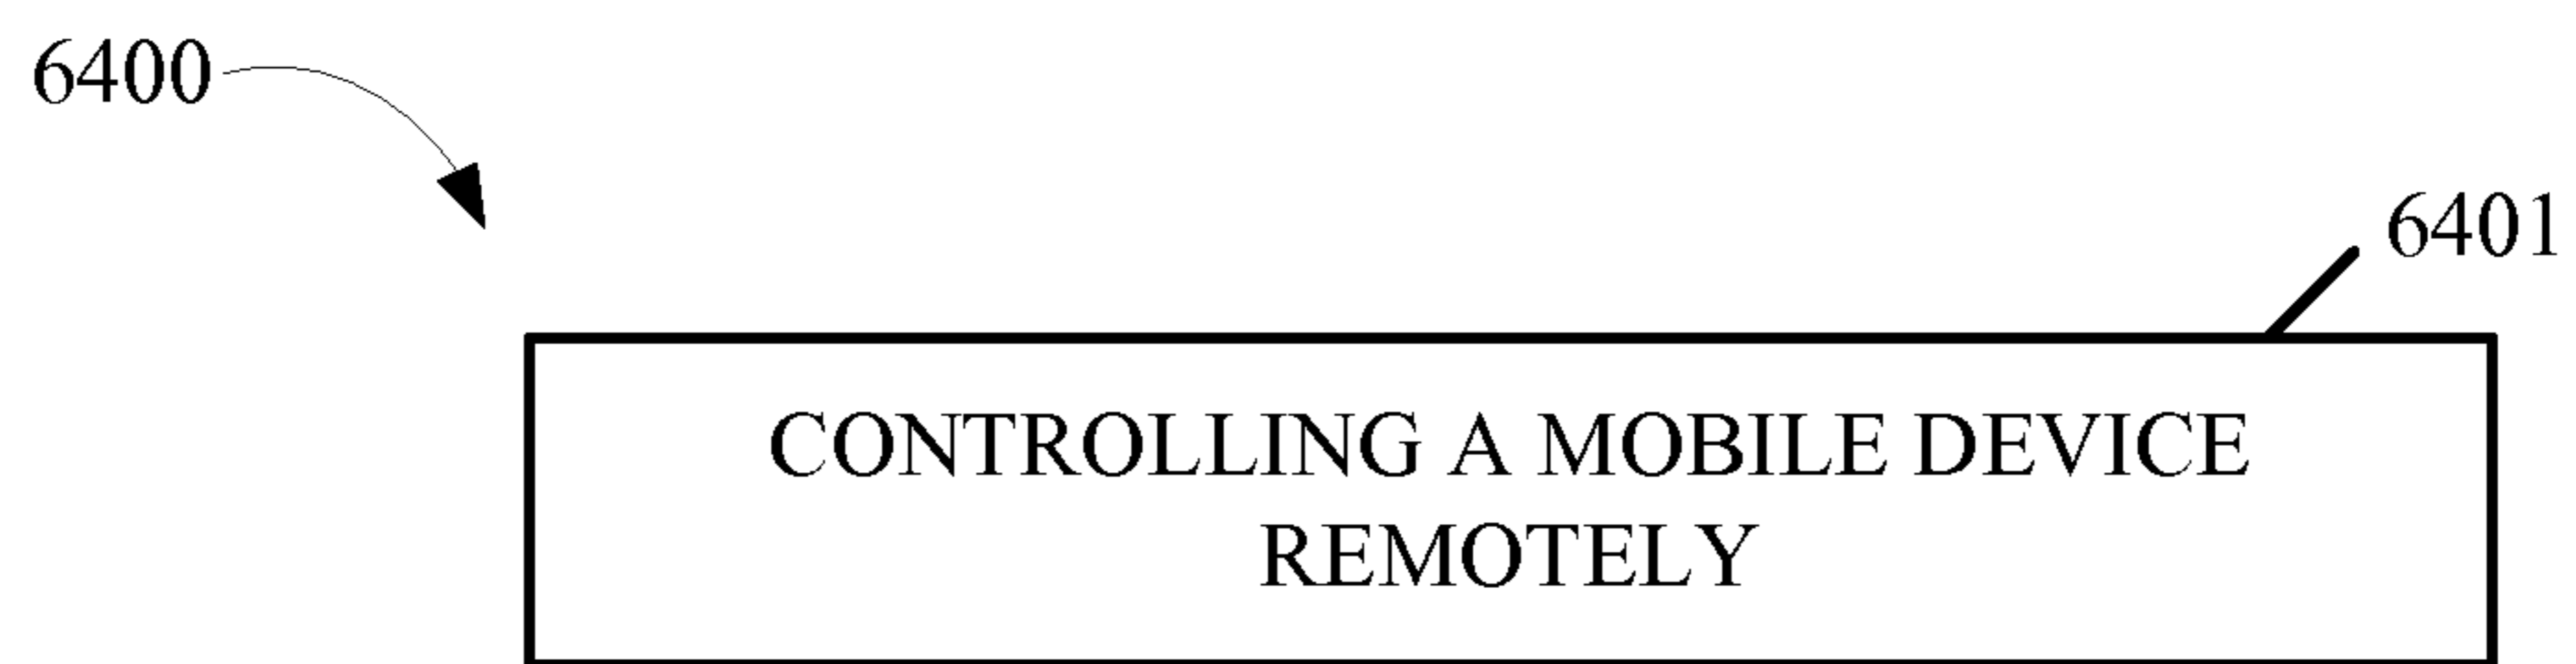 6400
6401
CONTROLLING A MOBILE DEVICE
REMOTELY